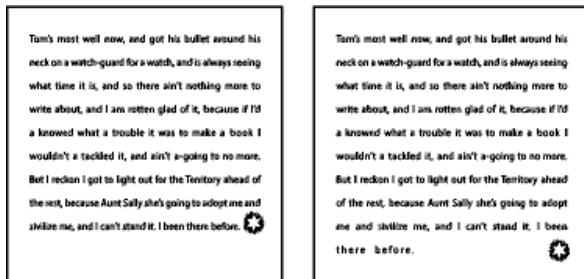 Tom's most well now, and got his bullet around his
neck on a watch-guard for a watch, and is always seeing
what time it is, and so there ain't nothing more to
write about, and I am rotten glad of it, because if I'd
a knowed what a trouble it was to make a book I
wouldn't a tackled it, and ain't a-going to no more.
But I reckon I got to light out for the Territory ahead of
the rest, because Aunt Sally she's going to adopt me and
sivilize me, and I can't stand it. I been there before.
Tom's most well now, and got his bullet around his
neck on a watch-guard for a watch, and is always seeing
what time it is, and so there ain't nothing more to
write about, and I am rotten glad of it, because if I'd
a knowed what a trouble it was to make a book I
wouldn't a tackled it, and ain't a-going to no more.
But I reckon I got to light out for the Territory ahead
of the rest, because Aunt Sally she's going to adopt
me and sivilize me, and I can't stand it. I been
there before.